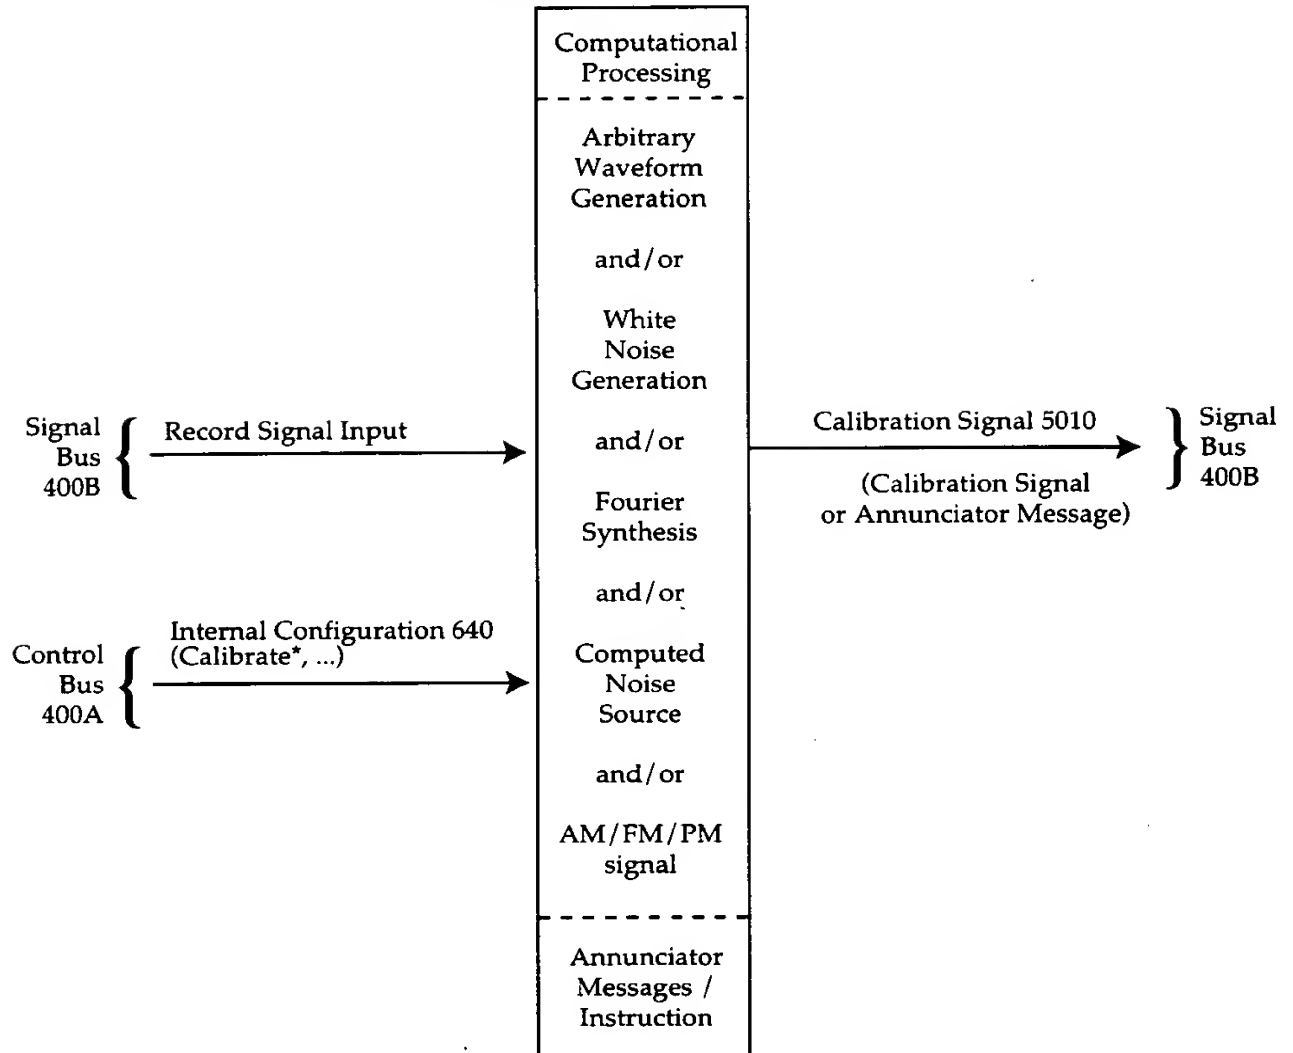 Computational
Processing
Arbitrary
Waveform
Generation
and/or
White
Noise
Generation
and/or
Fourier
Synthesis
and/or
Computed
Noise
Source
and/or
AM/FM/PM
signal
Annunciator
Messages /
Instruction
Signal
Bus
400B
Record Signal Input
Control
Bus
400A
Internal Configuration 640
(Calibrate*, ...)
Calibration Signal 5010
(Calibration Signal
or Annunciator Message)
Signal
Bus
400B